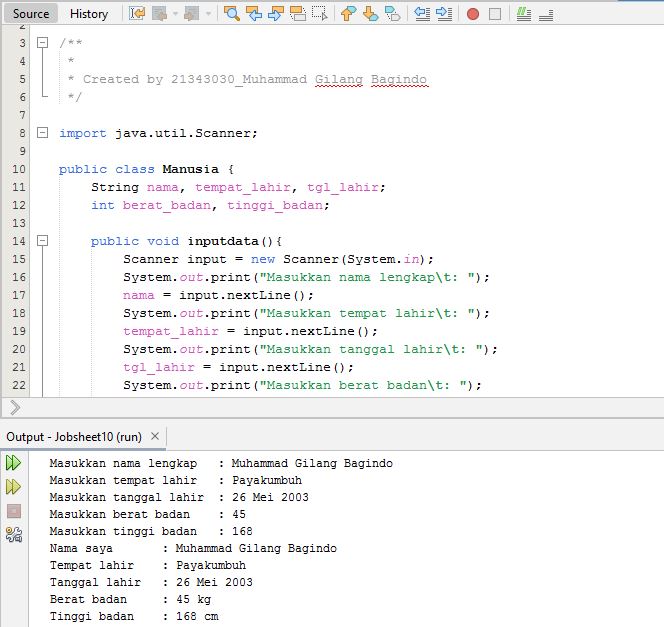 Source History
2
3 /**
4 *
5 * Created by 21343030_Muhammad Gilang Bagindo
6 */
7
8 import java.util.Scanner;
9
10 public class Manusia {
11 String nama, tempat_lahir, tgl_lahir;
12 int berat_badan, tinggi_badan;
13
14 public void inputdata(){
15 Scanner input = new Scanner(System.in);
16 System.out.print("Masukkan nama lengkap\t: ");
17 nama = input.nextLine();
18 System.out.print("Masukkan tempat lahir\t: ");
19 tempat_lahir = input.nextLine();
20 System.out.print("Masukkan tanggal lahir\t: ");
21 tgl_lahir = input.nextLine();
22 System.out.print("Masukkan berat badan\t: ");
Output - Jobsheet10 (run) ×
Masukkan nama lengkap : Muhammad Gilang Bagindo
Masukkan tempat lahir : Payakumbuh
Masukkan tanggal lahir : 26 Mei 2003
Masukkan berat badan : 45
Masukkan tinggi badan : 168
Nama saya : Muhammad Gilang Bagindo
Tempat lahir : Payakumbuh
Tanggal lahir : 26 Mei 2003
Berat badan : 45 kg
Tinggi badan : 168 cm